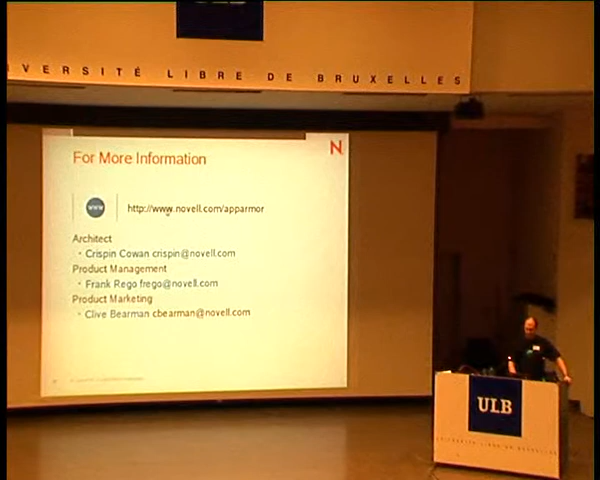 VERSITÉ LIBRE DE BRUXELLES
N
For More Information
www
http://www.novell.com/apparmor
Architect
· Crispin Cowan crispin@novell.com
Product Management
· Frank Rego frego@novell.com
Product Marketing
· Clive Bearman cbearman@novell.com
ULB